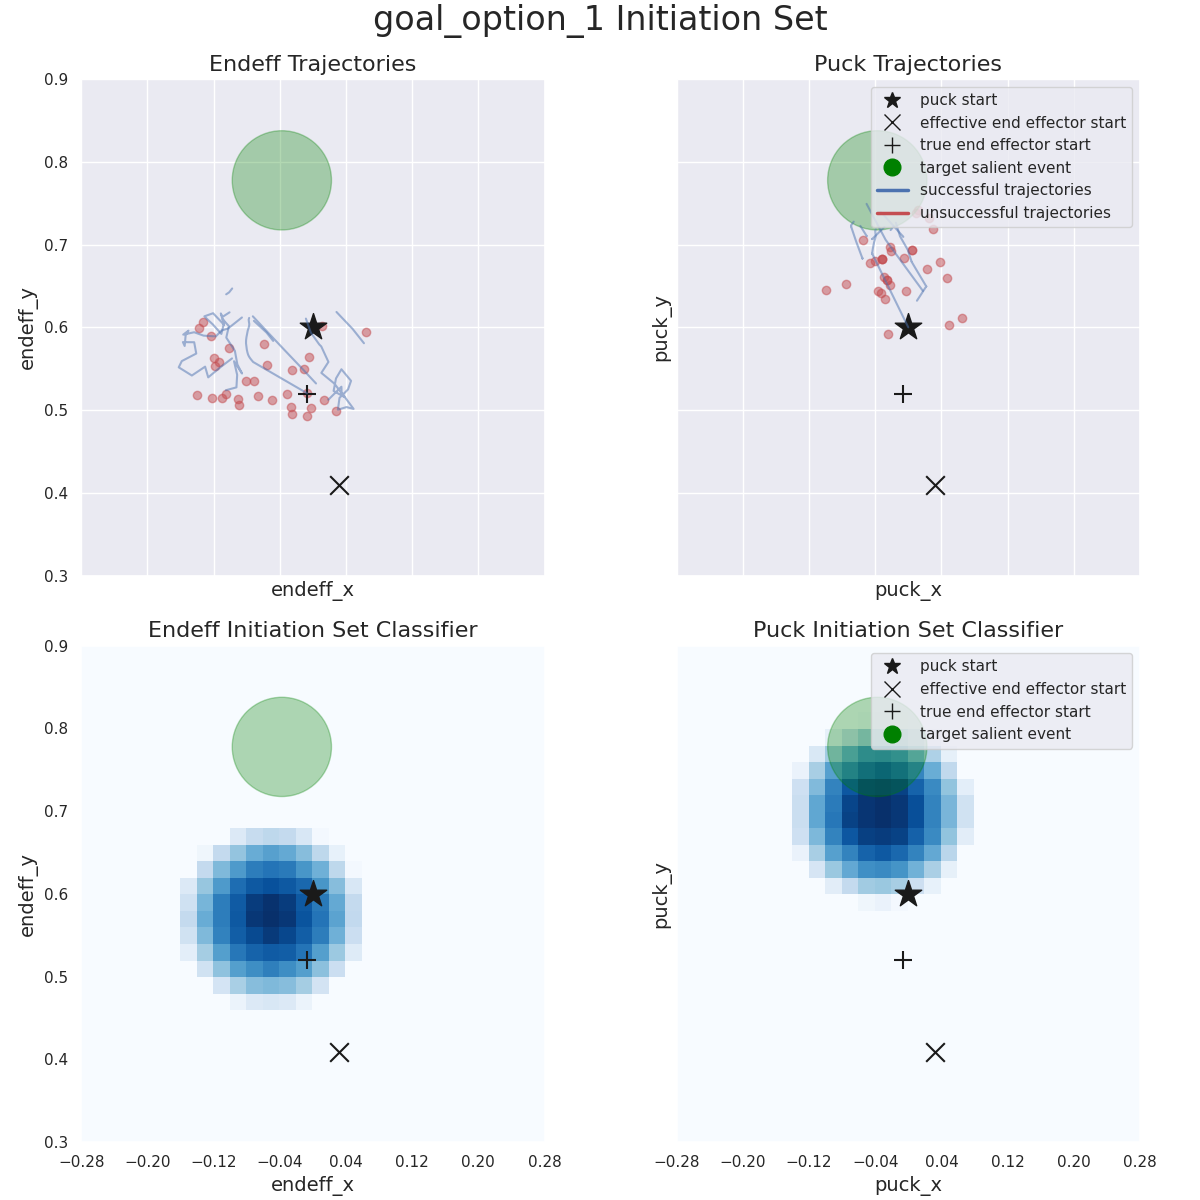 goal_option_1 Initiation Set
Endeff Trajectories
Puck Trajectories
0.9
0.8
0.7
0.6
0.5
0.4
0.3
endeff_y
endeff_x
puck_y
puck_x
puck start
effective end effector start
true end effector start
target salient event
successful trajectories
unsuccessful trajectories
Endeff Initiation Set Classifier
Puck Initiation Set Classifier
0.9
0.8
0.7
0.6
0.5
0.4
0.3
endeff_y
puck_y
puck start
effective end effector start
true end effector start
target salient event
−0.28 −0.20 −0.12 −0.04 0.04 0.12 0.20 0.28
endeff_x
−0.28 −0.20 −0.12 −0.04 0.04 0.12 0.20 0.28
puck_x